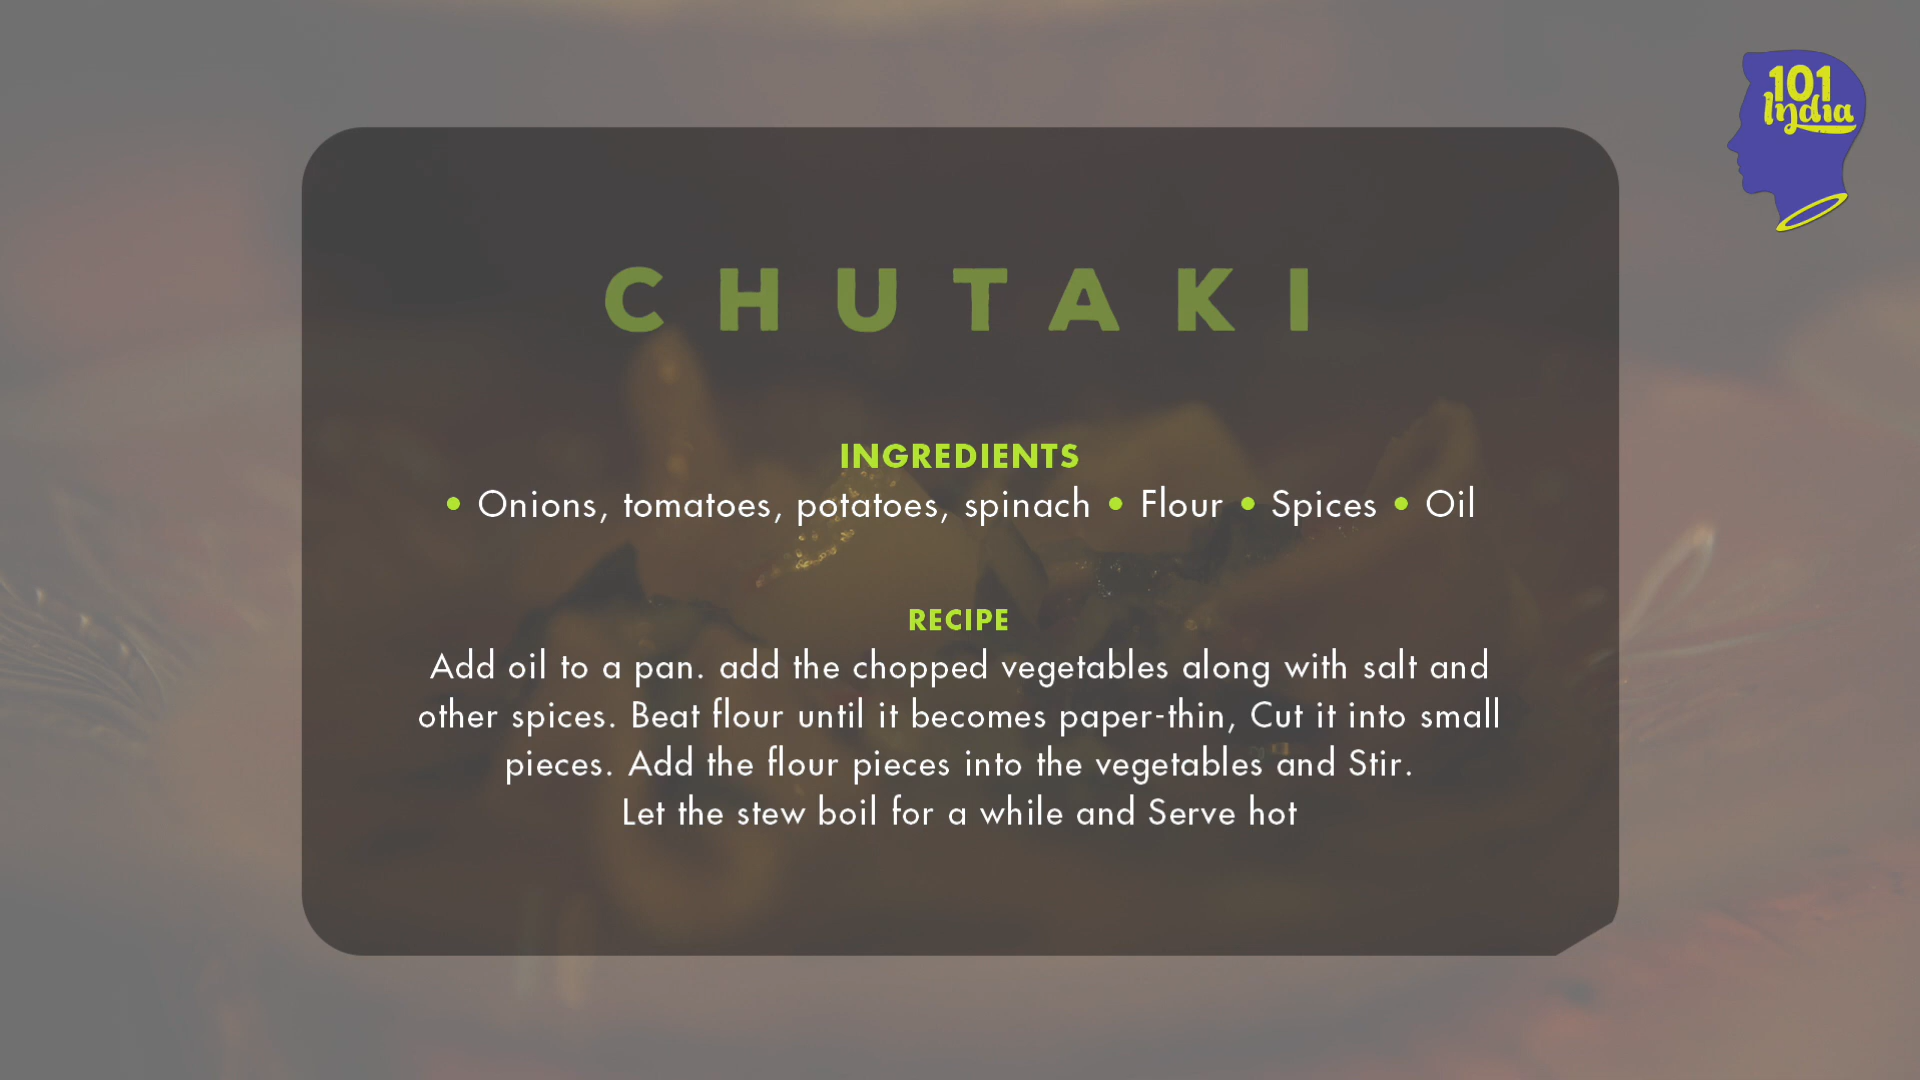 101
India
CHUTAKI
INGREDIENTS
• Onions, tomatoes, potatoes, spinach • Flour • Spices • Oil
RECIPE
Add oil to a pan. add the chopped vegetables along with salt and
other spices. Beat flour until it becomes paper-thin, Cut it into small
pieces. Add the flour pieces into the vegetables and Stir.
Let the stew boil for a while and Serve hot